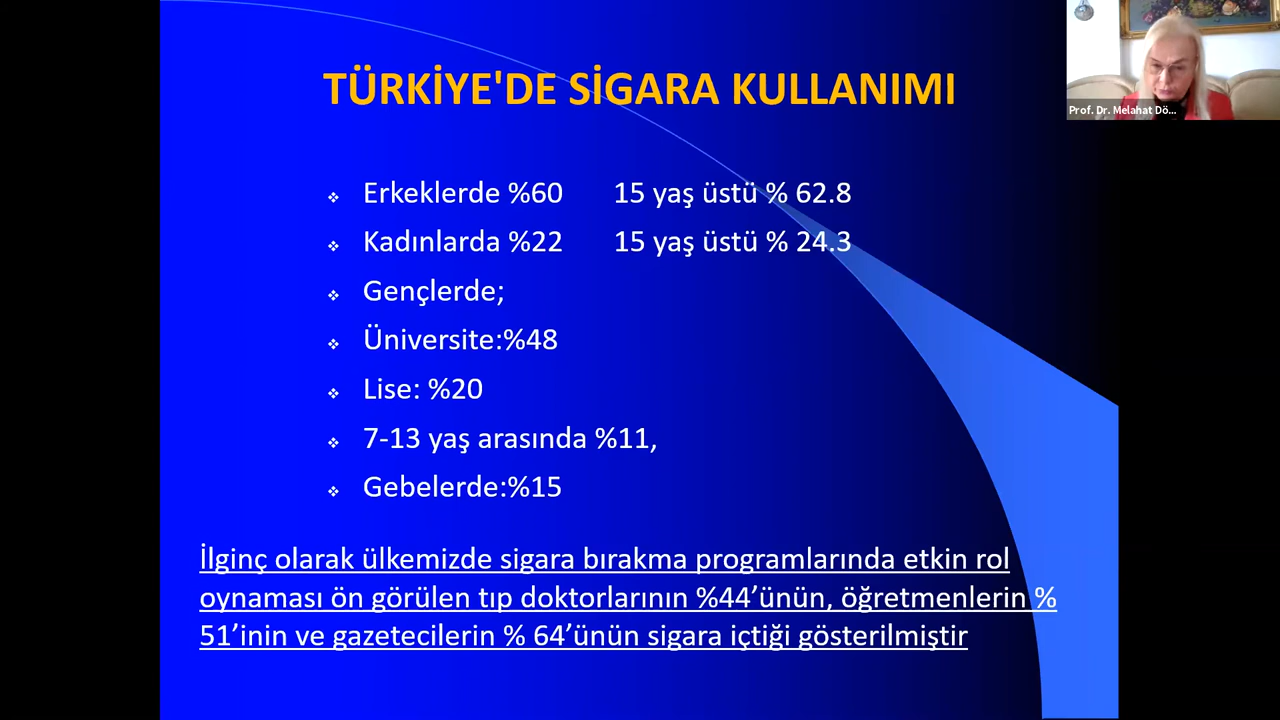 TÜRKİYE'DE SİGARA KULLANIMI
Prof. Dr. Melahat Dö...
Erkeklerde %60 15 yaş üstü % 62.8
Kadınlarda %22 15 yaş üstü % 24.3
Gençlerde;
Üniversite:%48
Lise: %20
7-13 yaş arasında %11,
Gebelerde:%15
İlginç olarak ülkemizde sigara bırakma programlarında etkin rol
oynaması ön görülen tıp doktorlarının %44’ünün, öğretmenlerin %
51’inin ve gazetecilerin % 64’ünün sigara içtiği gösterilmiştir